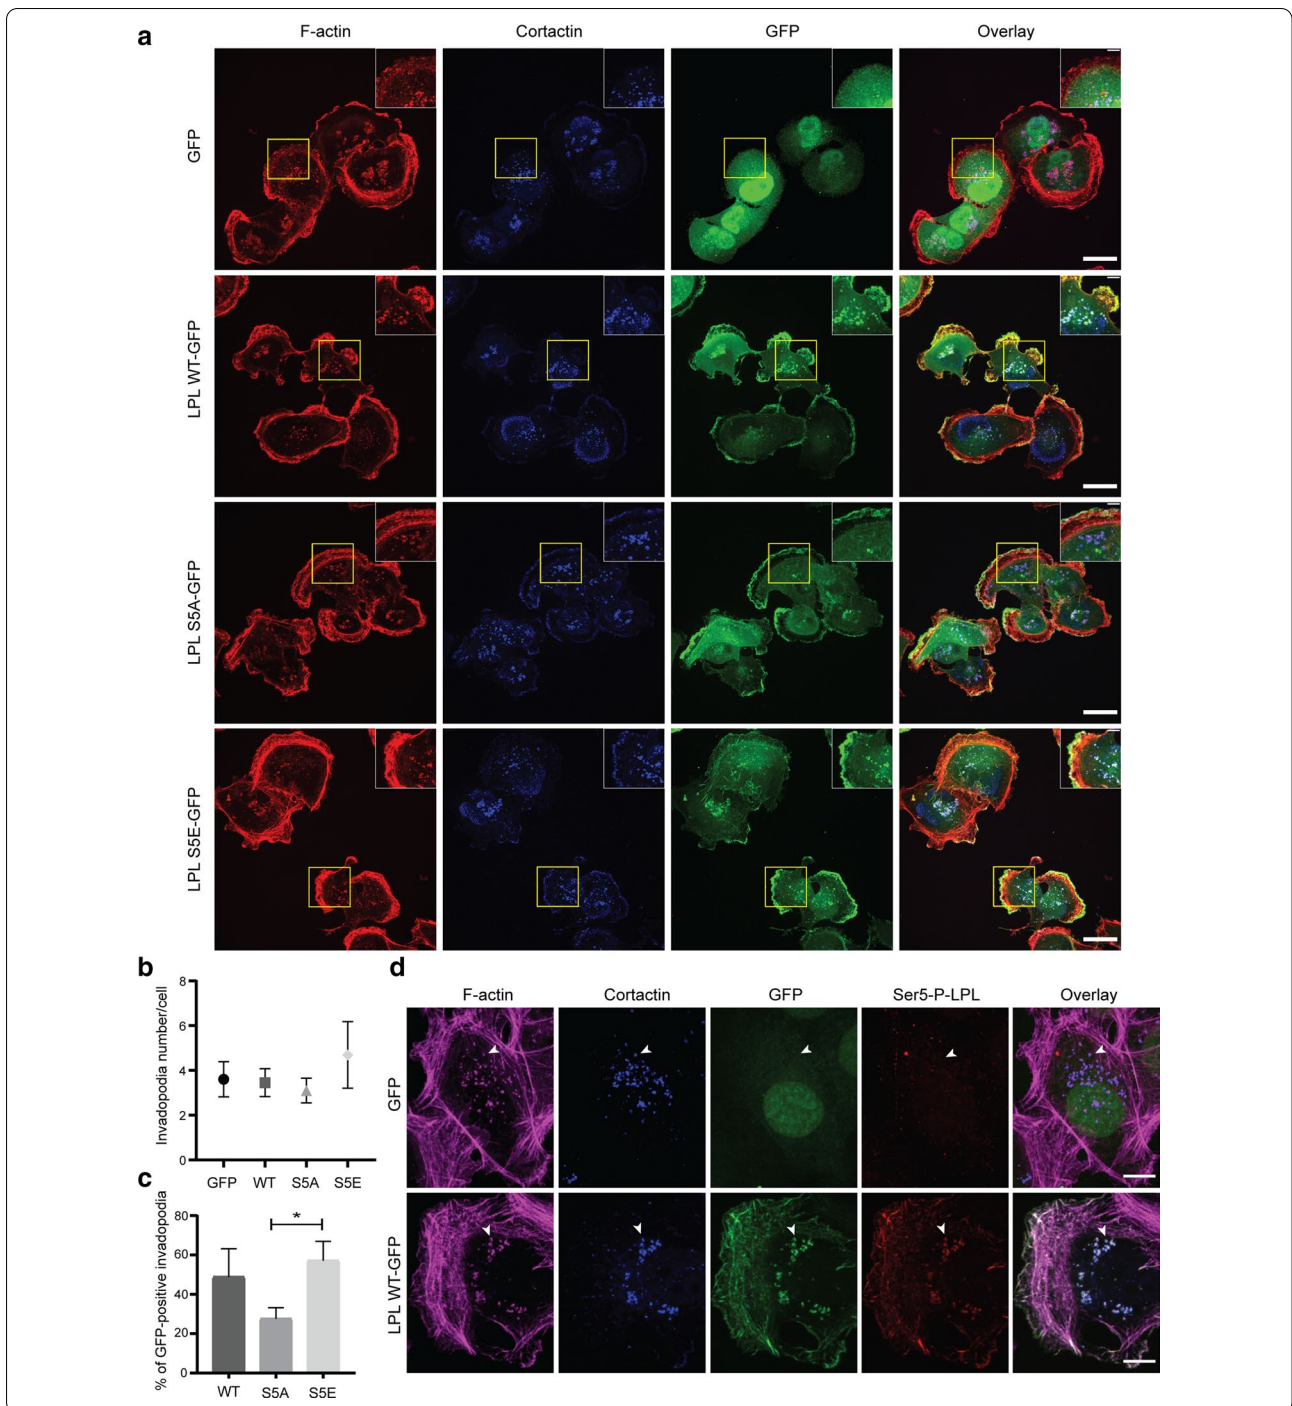 a
F-actin Cortactin GFP Overlay
GFP
LPL WT-GFP
LPL S5A-GFP
LPL S5E-GFP
b
Invadopodia number/cell
8
6
4
2
0
GFP WT S5A S5E
c
% of GFP-positive invadopodia
80
60
40
20
0
*
WT S5A S5E
d
F-actin Cortactin GFP Ser5-P-LPL Overlay
GFP
LPL WT-GFP